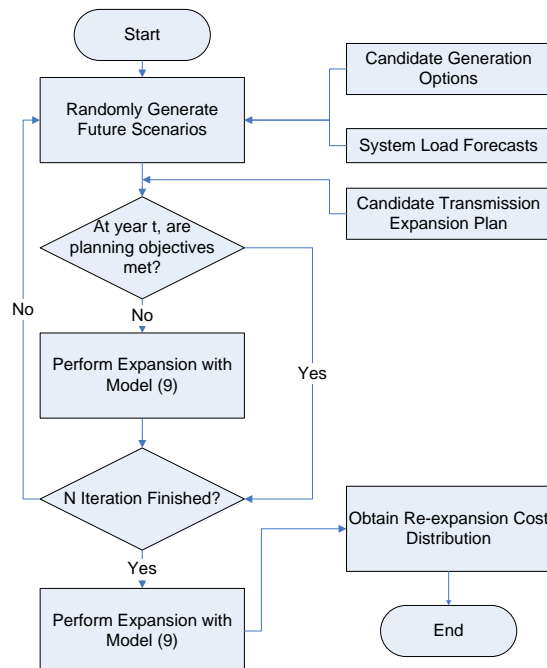 Start
Candidate Generation
Options
Randomly Generate
Future Scenarios
System Load Forecasts
Candidate Transmission
Expansion Plan
At year t, are
planning objectives
met?
No
No
Yes
Perform Expansion with
Model (9)
N Iteration Finished?
Obtain Re-expansion Cost
Distribution
Yes
Perform Expansion with
Model (9)
End